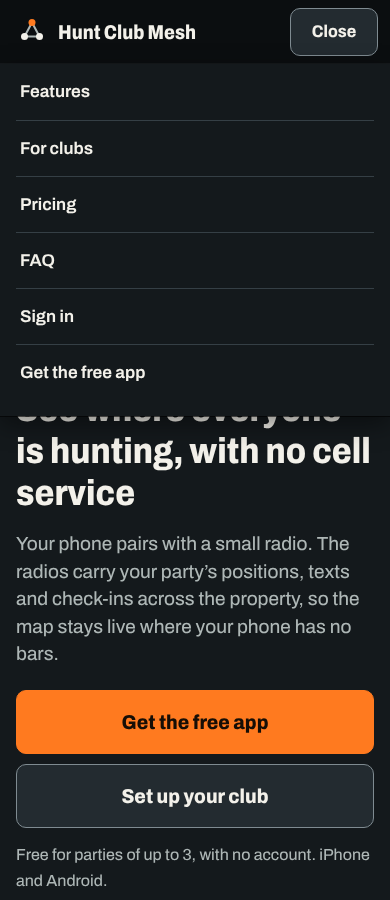 Hunt Club Mesh
Close
Features
For clubs
Pricing
FAQ
Sign in
Get the free app
See where everyone
is hunting, with no cell
service
Your phone pairs with a small radio. The
radios carry your party’s positions, texts
and check-ins across the property, so the
map stays live where your phone has no
bars.
Get the free app
Set up your club
Free for parties of up to 3, with no account. iPhone
and Android.